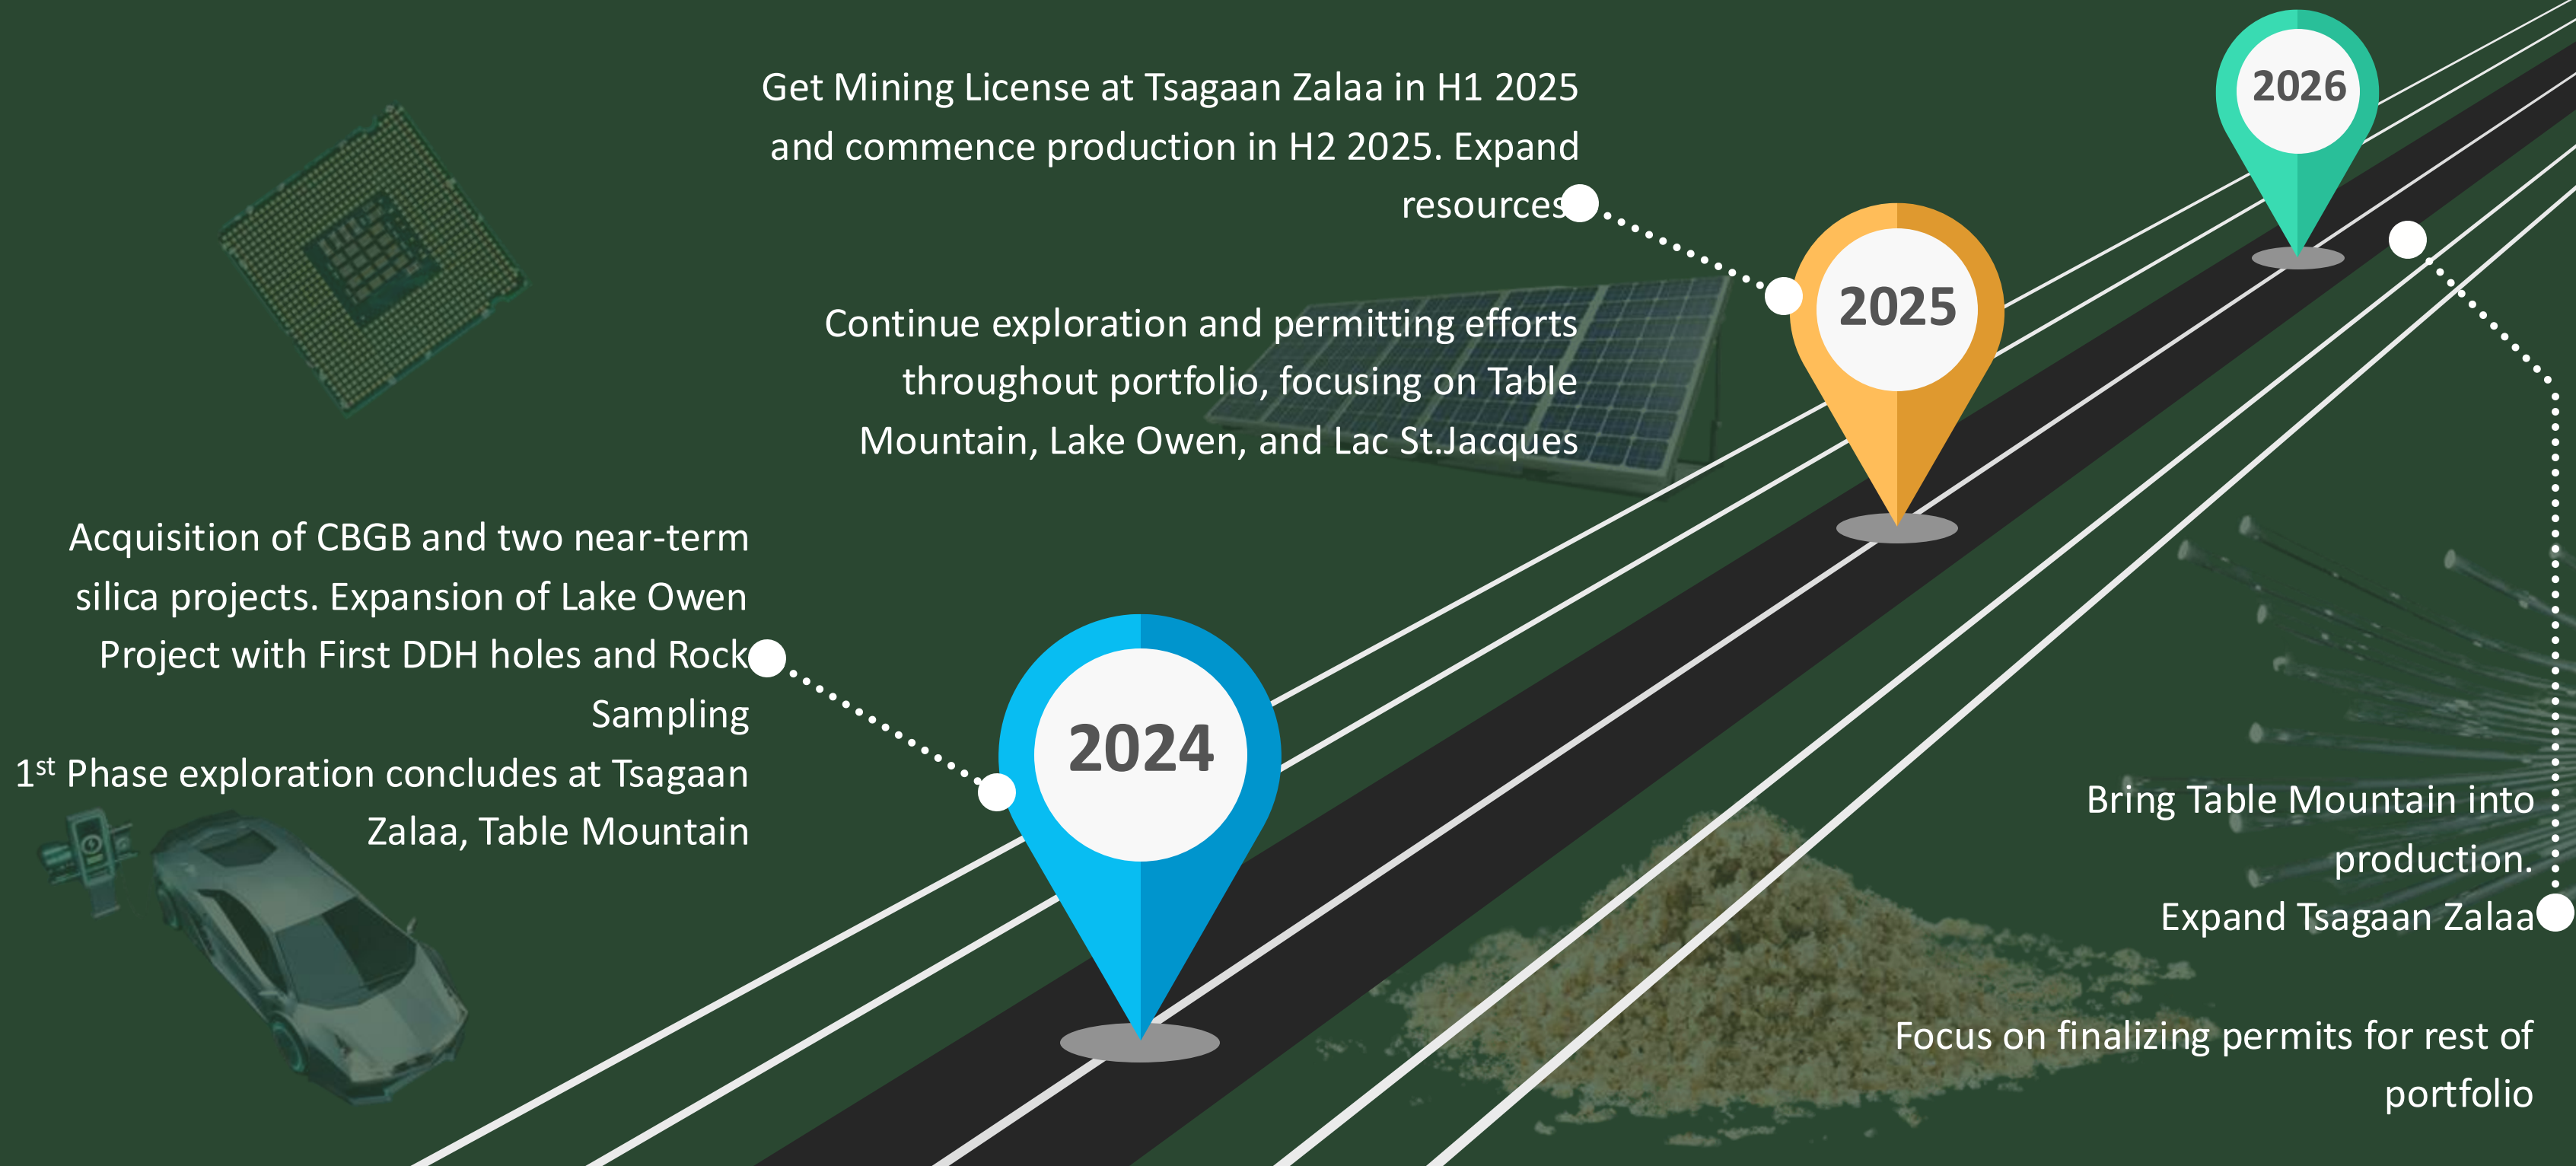 2026
Get Mining License at Tsagaan Zalaa in H1 2025
and commence production in H2 2025. Expand
resources
2025
Continue exploration and permitting efforts
throughout portfolio, focusing on Table
Mountain, Lake Owen, and Lac St.Jacques
Acquisition of CBGB and two near-term
silica projects. Expansion of Lake Owen
Project with First DDH holes and Rock
Sampling
1st Phase exploration concludes at Tsagaan
Zalaa, Table Mountain
2024
Bring Table Mountain into
production.
Expand Tsagaan Zalaa
Focus on finalizing permits for rest of
portfolio